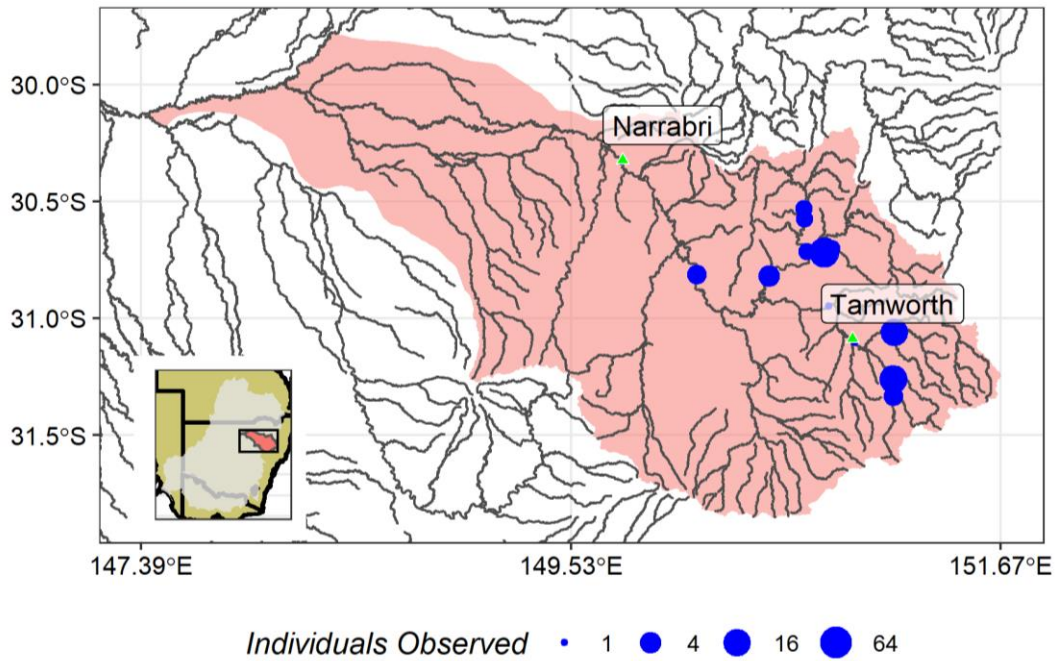 30.0°S
Narrabri
30.5°S
31.0°S
Tamworth
31.5°S
147.39°E 149.53°E 151.67°E
Individuals Observed 1 4 16 64